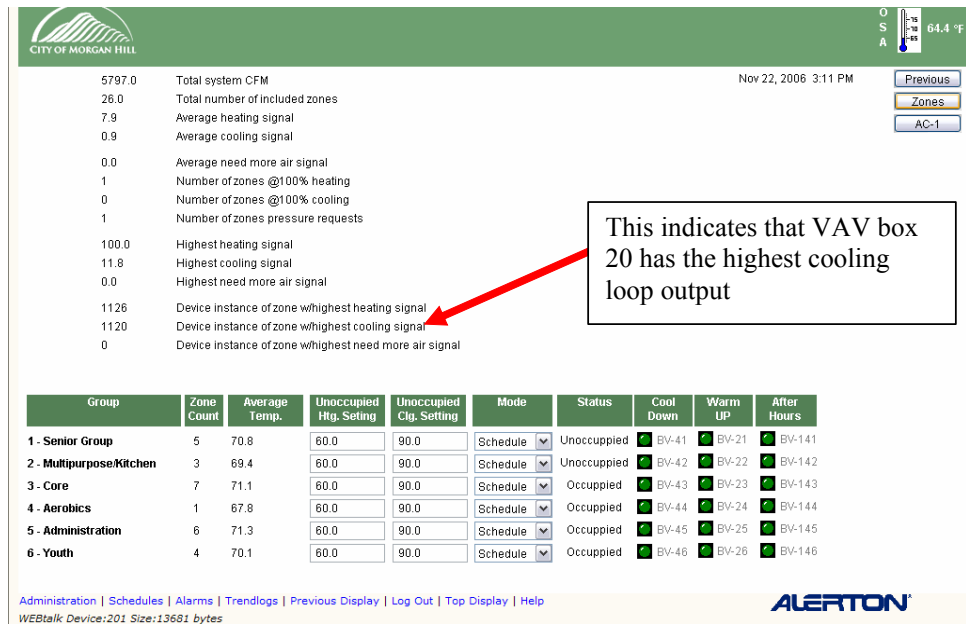 CITY OF MORGAN HILL
O
S
A
75
70
65
64.4 °F
5797.0 Total system CFM
Nov 22, 2006 3:11 PM
Previous
26.0 Total number of included zones
Zones
7.9 Average heating signal
0.9 Average cooling signal
AC-1
0.0 Average need more air signal
1 Number of zones @100% heating
0 Number of zones @100% cooling
1 Number of zones pressure requests
100.0 Highest heating signal
11.8 Highest cooling signal
0.0 Highest need more air signal
1126 Device instance of zone w/highest heating signal
1120 Device instance of zone w/highest cooling signal
0 Device instance of zone w/highest need more air signal
This indicates that VAV box
20 has the highest cooling
loop output
Group Zone Count Average Temp. Unoccupied Htg. Seting Unoccupied Clg. Setting Mode Status Cool Down Warm UP After Hours
1 - Senior Group 5 70.8 60.0 90.0 Schedule Unoccuppied BV-41 BV-21 BV-141
2 - Multipurpose/Kitchen 3 69.4 60.0 90.0 Schedule Unoccuppied BV-42 BV-22 BV-142
3 - Core 7 71.1 60.0 90.0 Schedule Occuppied BV-43 BV-23 BV-143
4 - Aerobics 1 67.8 60.0 90.0 Schedule Occuppied BV-44 BV-24 BV-144
5 - Administration 6 71.3 60.0 90.0 Schedule Occuppied BV-45 BV-25 BV-145
6 - Youth 4 70.1 60.0 90.0 Schedule Occuppied BV-46 BV-26 BV-146
Administration | Schedules | Alarms | Trendlogs | Previous Display | Log Out | Top Display | Help
ALERTON
WEBtalk Device:201 Size:13681 bytes